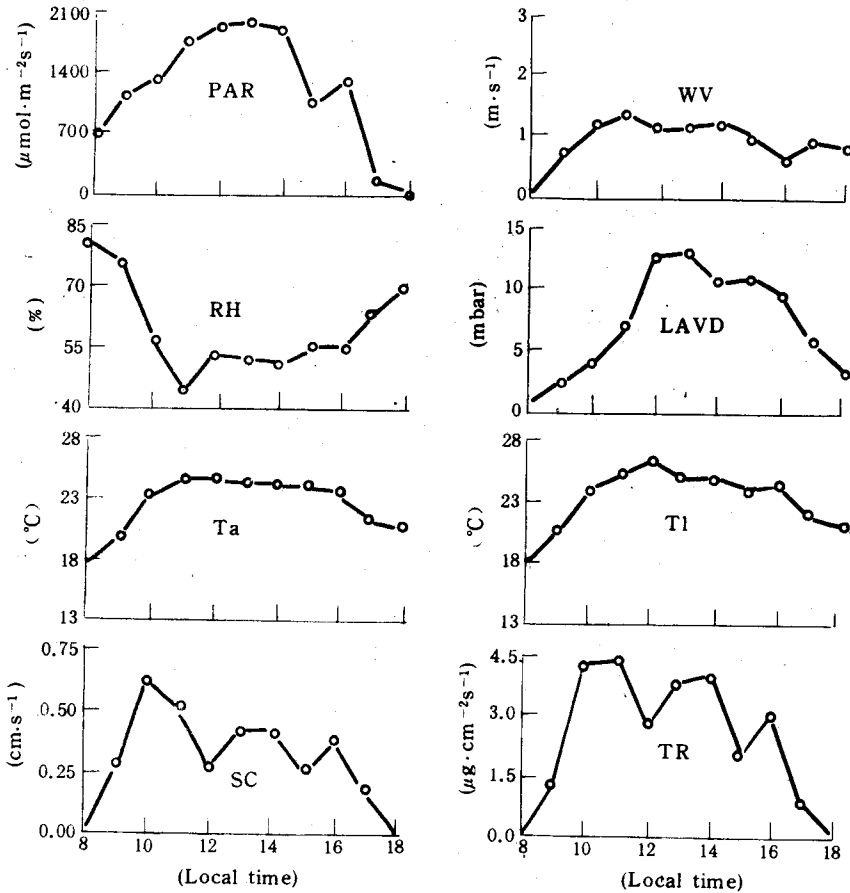 2100
1400
700
0
(μmol·m⁻²s⁻¹)
PAR
3
2
1
0
(m·s⁻¹)
WV
85
70
55
40
(%)
RH
15
10
5
0
(mbar)
LAVD
28
23
18
13
(℃)
Ta
28
23
18
13
(℃)
Tl
0.75
0.50
0.25
0.00
(cm·s⁻¹)
SC
8 10 12 14 16 18
(Local time)
4.5
3.0
1.5
0.0
(μg·cm⁻²s⁻¹)
TR
8 10 12 14 16 18
(Local time)